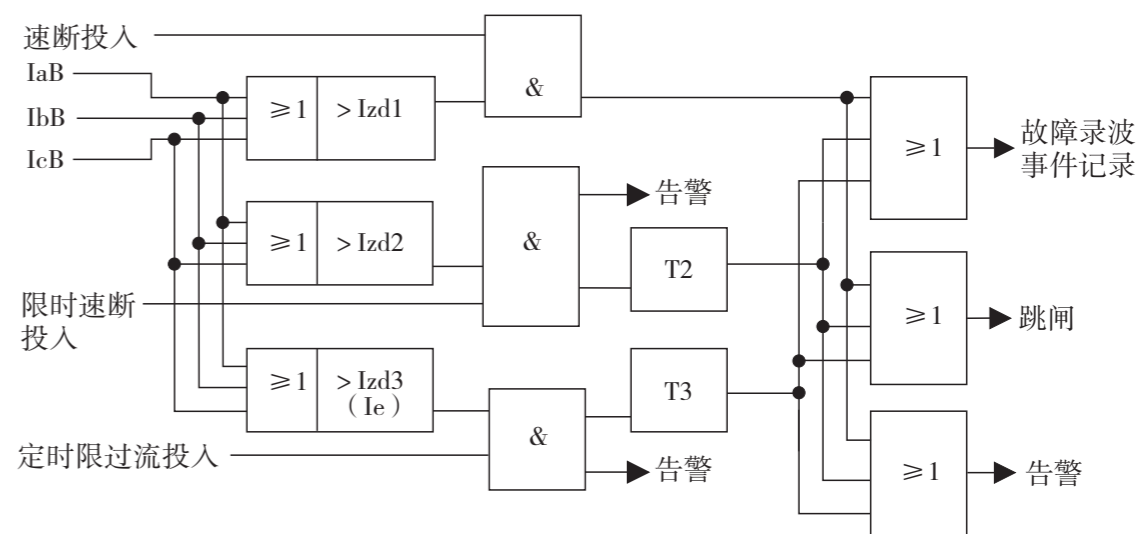 速断投入
IaB
IbB
IcB
≥1
> Izd1
&
≥1
故障录波
事件记录
≥1
> Izd2
&
告警
T2
限时速断
投入
≥1
跳闸
≥1
> Izd3
( Ie )
T3
定时限过流投入
&
告警
≥1
告警